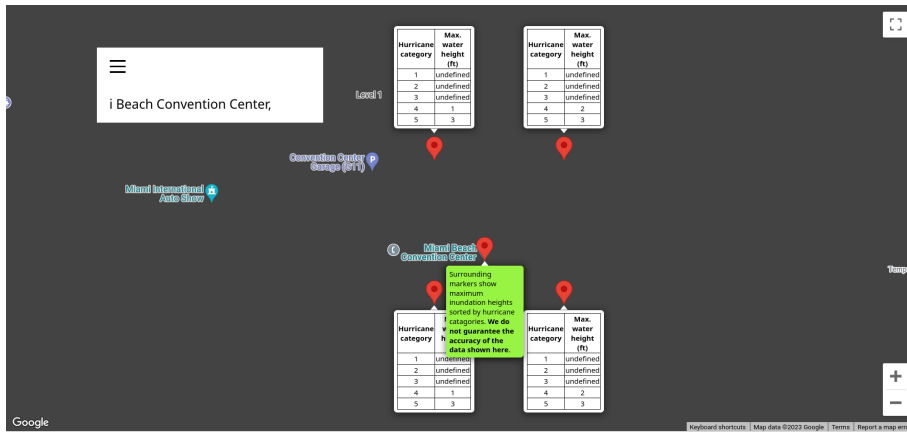 Hurricane category Max. water height (ft)
1 undefined
2 undefined
3 undefined
4 1
5 3
Hurricane category Max. water height (ft)
1 undefined
2 undefined
3 undefined
4 2
5 3
i Beach Convention Center,
Level 1
Convention Center
Garage (G11)
P
Miami International
Auto Show
Miami Beach
Convention Center
Surrounding
markers show
maximum
inundation heights
sorted by hurricane
catagories. We do
not guarantee the
accuracy of the
data shown here.
Temp
Hurricane category
1 undefined
2 undefined
3 undefined
4 1
5 3
Hurricane category Max. water height (ft)
1 undefined
2 undefined
3 undefined
4 2
5 3
Google
Keyboard shortcuts Map data ©2023 Google Terms Report a map